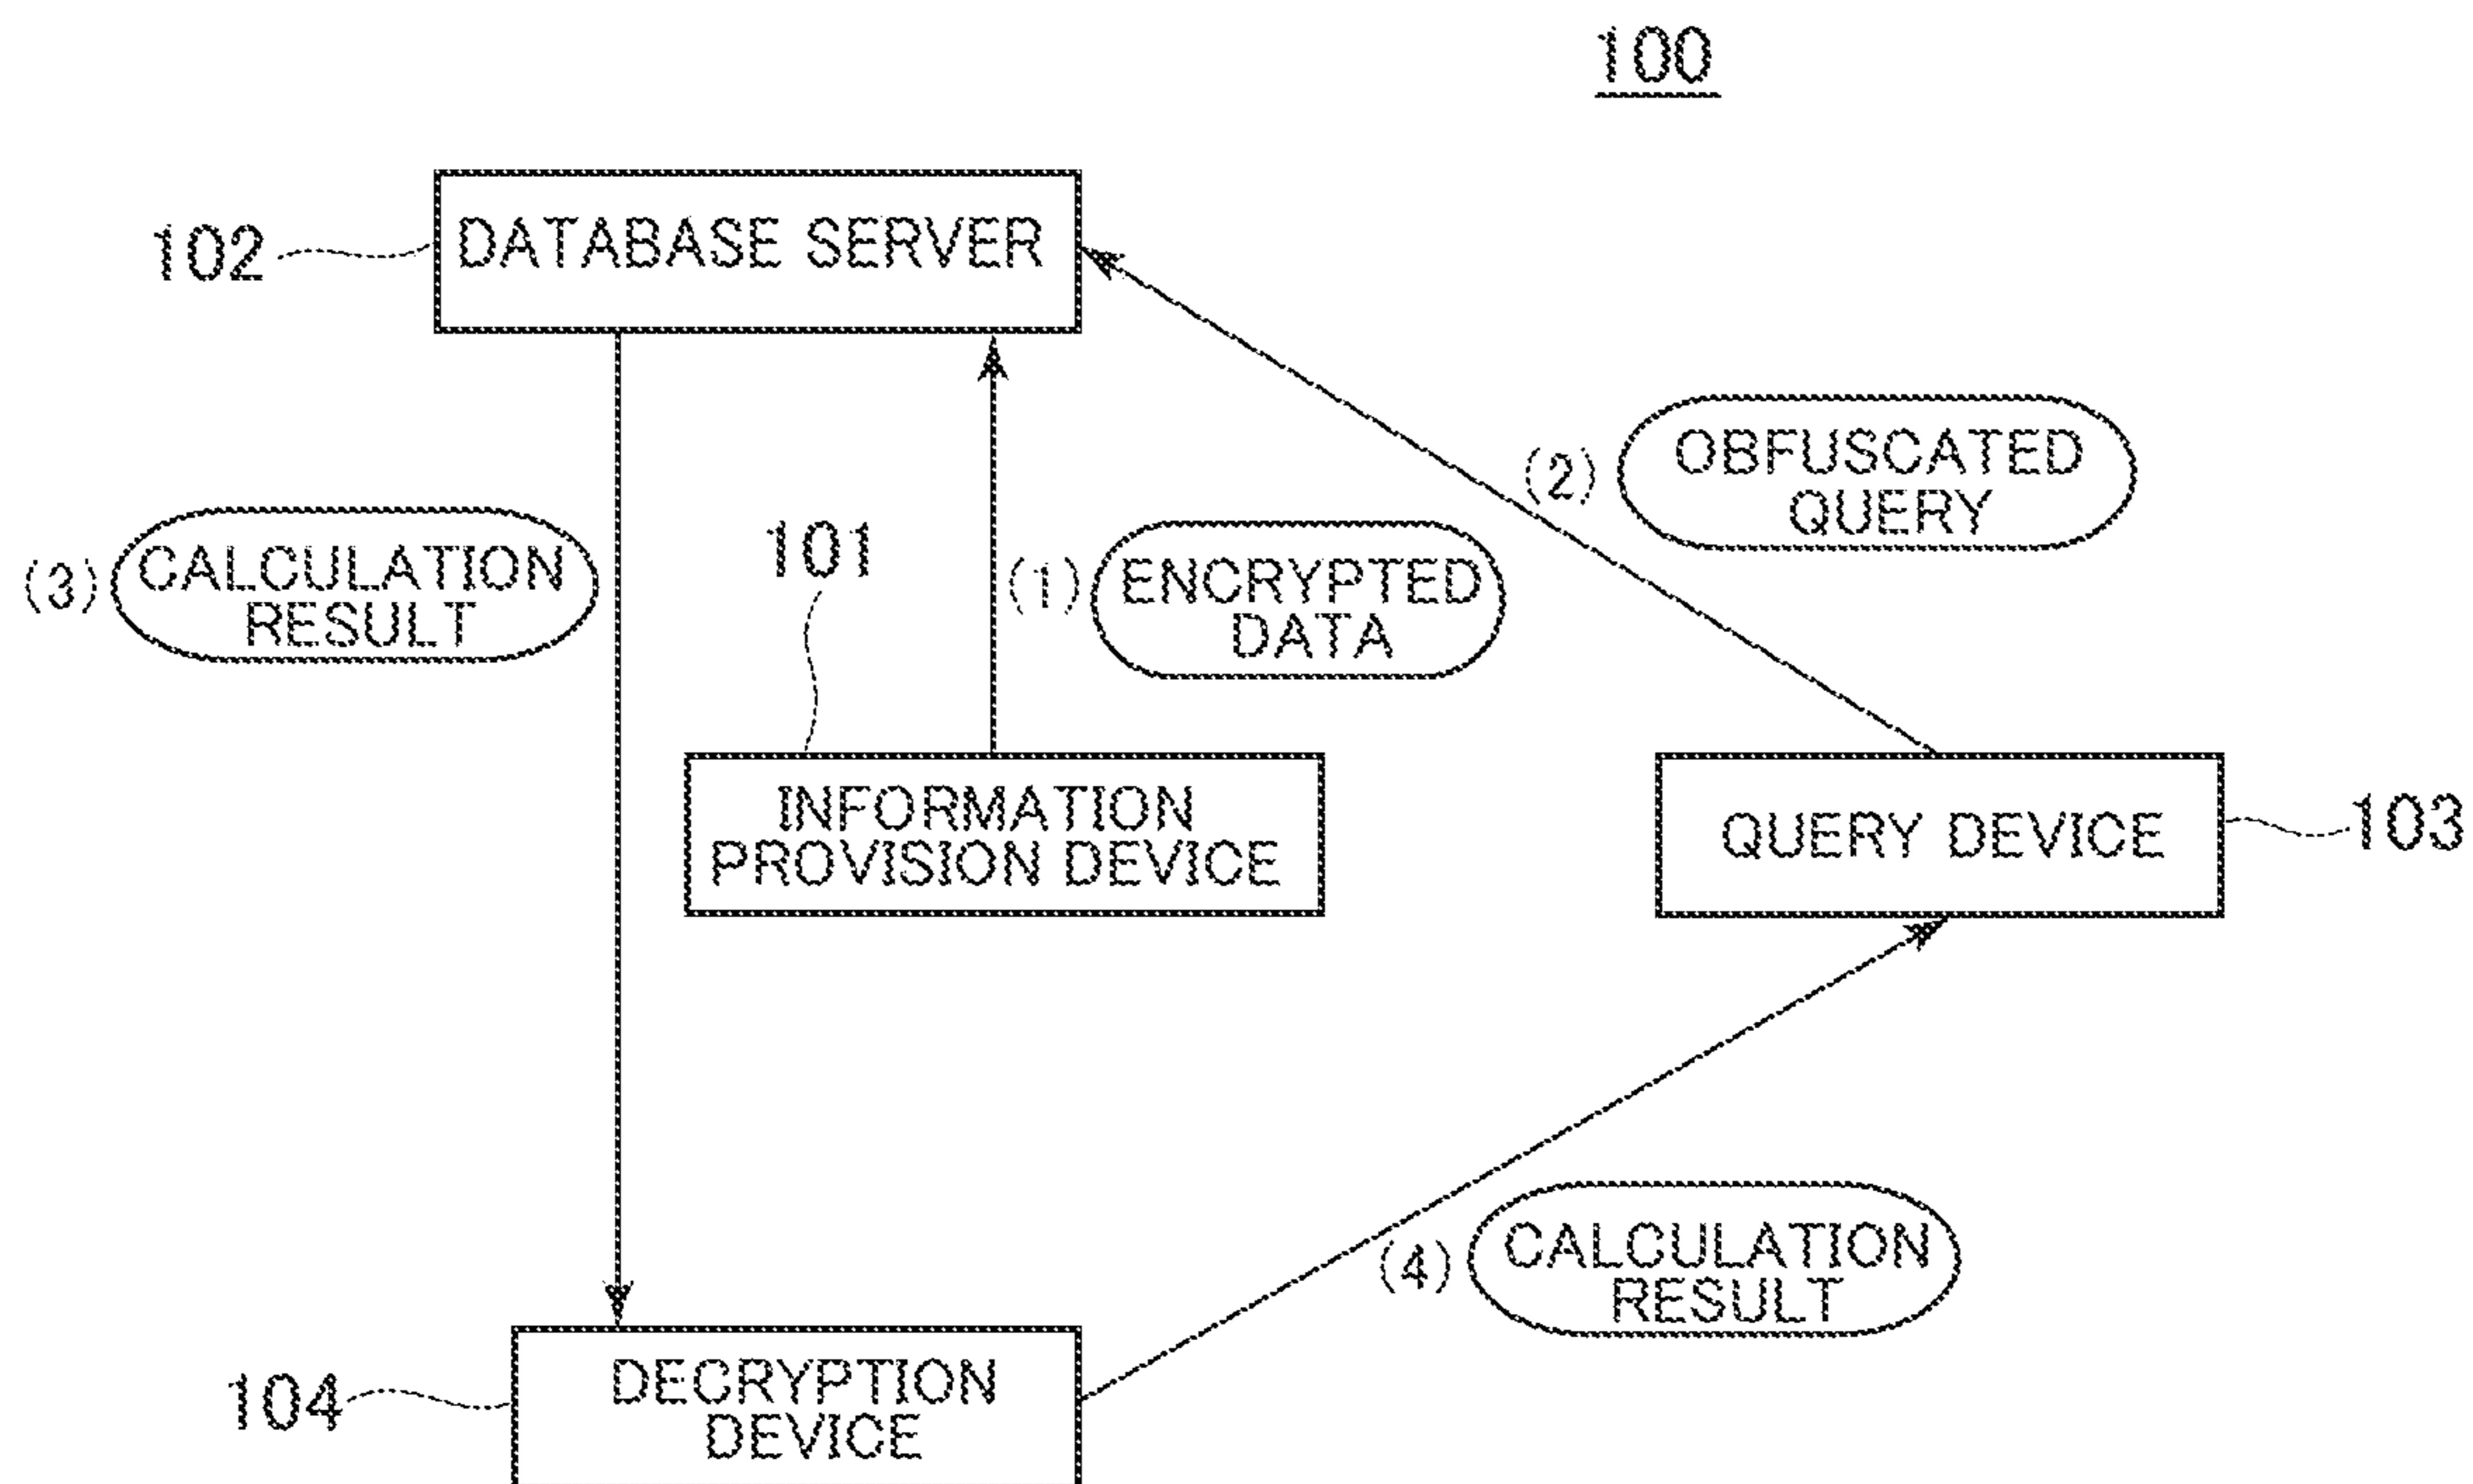 100
102
DATABASE SERVER
(2)
OBFUSCATED
QUERY
(3)
CALCULATION
RESULT
101
(1)
ENCRYPTED
DATA
INFORMATION
PROVISION DEVICE
QUERY DEVICE
103
(4)
CALCULATION
RESULT
104
DECRYPTION
DEVICE